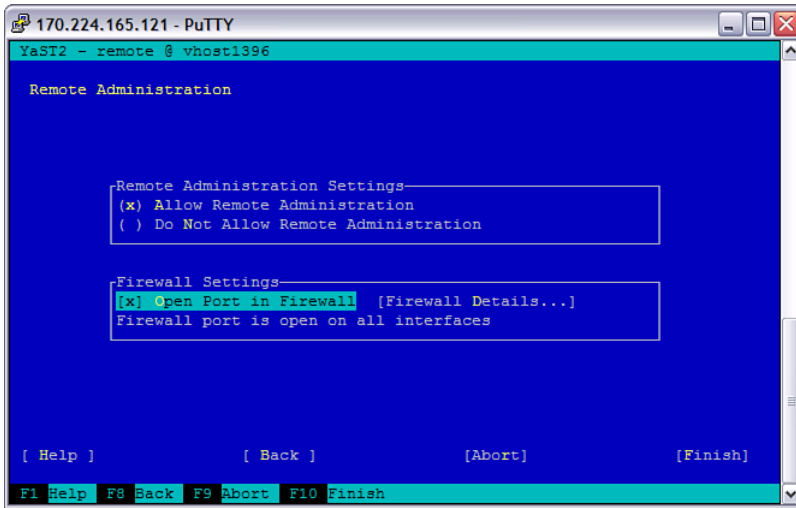 170.224.165.121 - PuTTY
YaST2 - remote @ vhost1396
Remote Administration
Remote Administration Settings
(x) Allow Remote Administration
( ) Do Not Allow Remote Administration
Firewall Settings
[x] Open Port in Firewall [Firewall Details...]
Firewall port is open on all interfaces
[ Help ] [ Back ] [Abort] [Finish]
F1 Help F8 Back F9 Abort F10 Finish